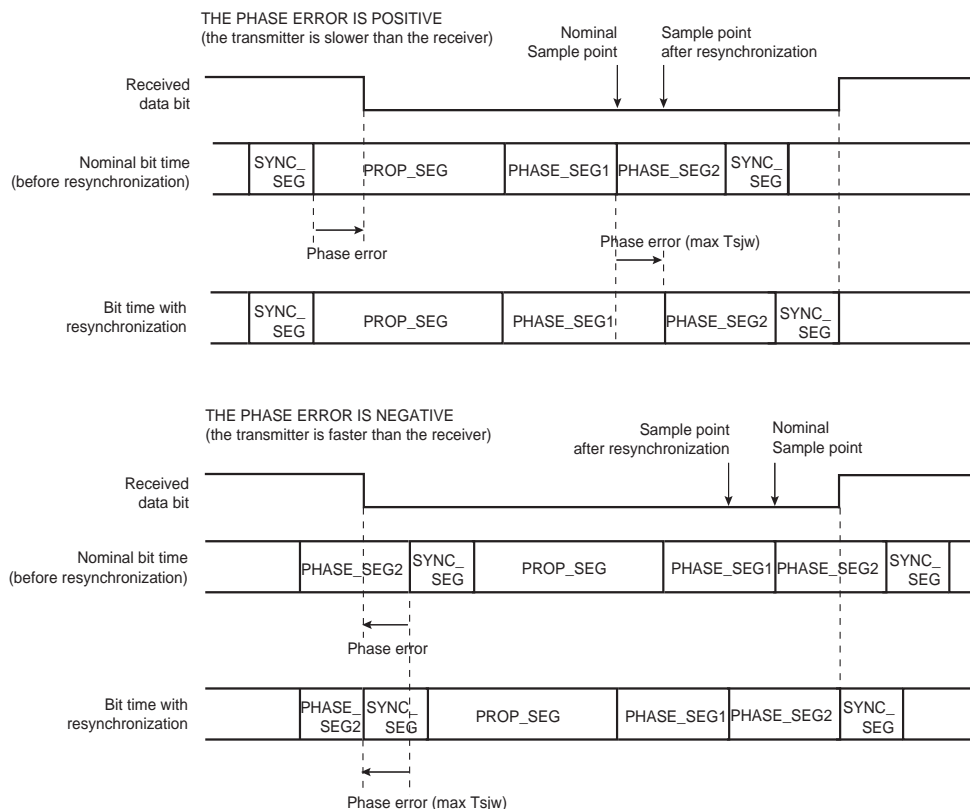 THE PHASE ERROR IS POSITIVE
(the transmitter is slower than the receiver)
Nominal
Sample point
Sample point
after resynchronization
Received
data bit
Nominal bit time
(before resynchronization)
SYNC_
SEG
PROP_SEG
PHASE_SEG1
PHASE_SEG2
SYNC_
SEG
Phase error
Phase error (max Tsjw)
Bit time with
resynchronization
SYNC_
SEG
PROP_SEG
PHASE_SEG1
PHASE_SEG2
SYNC_
SEG
THE PHASE ERROR IS NEGATIVE
(the transmitter is faster than the receiver)
Sample point
after resynchronization
Nominal
Sample point
Received
data bit
Nominal bit time
(before resynchronization)
PHASE_SEG2
SYNC_
SEG
PROP_SEG
PHASE_SEG1
PHASE_SEG2
SYNC_
SEG
Phase error
Bit time with
resynchronization
PHASE_
SEG2
SYNC_
SEG
PROP_SEG
PHASE_SEG1
PHASE_SEG2
SYNC_
SEG
Phase error (max Tsjw)